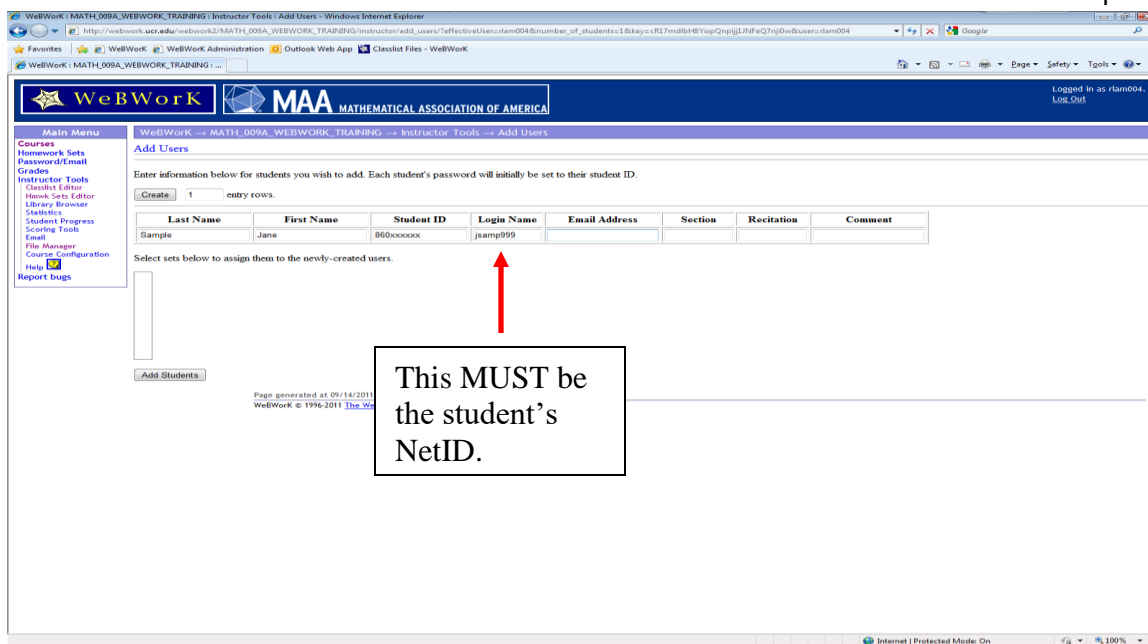 WeBWorK : MATH_009A_WEBWORK_TRAINING : Instructor Tools : Add Users - Windows Internet Explorer
http://webwork.ucr.edu/webwork2/MATH_009A_WEBWORK_TRAINING/instructor/add_users/?effectiveUser=rlam004&number_of_students=1&key= Google
Favorites WeBWorK WeBWorK Administration Outlook Web App Classlist Files - WeBWorK
WeBWorK : MATH_009A_WEBWORK_TRAINING : ... Page Safety Tools
WeBWorK MAA MATHEMATICAL ASSOCIATION OF AMERICA
Logged in as rlam004.
Log Out
Main Menu
Courses
Homework Sets
Password/Email
Grades
Instructor Tools
Classlist Editor
Hmwk Sets Editor
Library Browser
Statistics
Student Progress
Scoring Tools
Email
File Manager
Course Configuration
Help ?
Report bugs
WeBWorK → MATH_009A_WEBWORK_TRAINING → Instructor Tools → Add Users
Add Users
Enter information below for students you wish to add. Each student's password will initially be set to their student ID.
Create 1 entry rows.
Last Name First Name Student ID Login Name Email Address Section Recitation Comment
Sample Jane 860xxxxxx jsamp999
Select sets below to assign them to the newly-created users.
Add Students
Page generated at 09/14/2011
WeBWorK © 1996-2011 The We
This MUST be
the student’s
NetID.
Internet | Protected Mode: On 100%